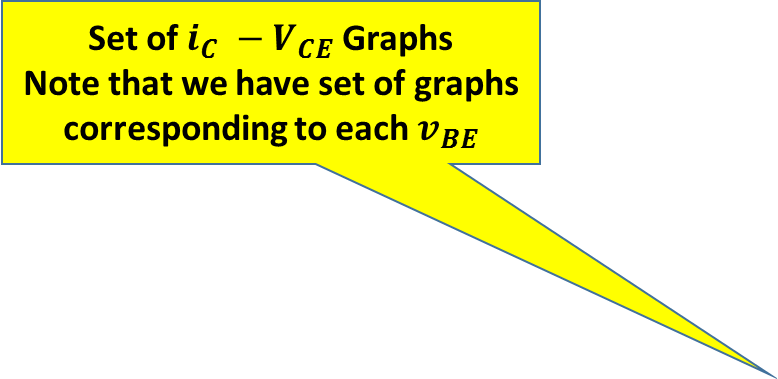 Set of i_C − V_CE Graphs
Note that we have set of graphs
corresponding to each v_BE